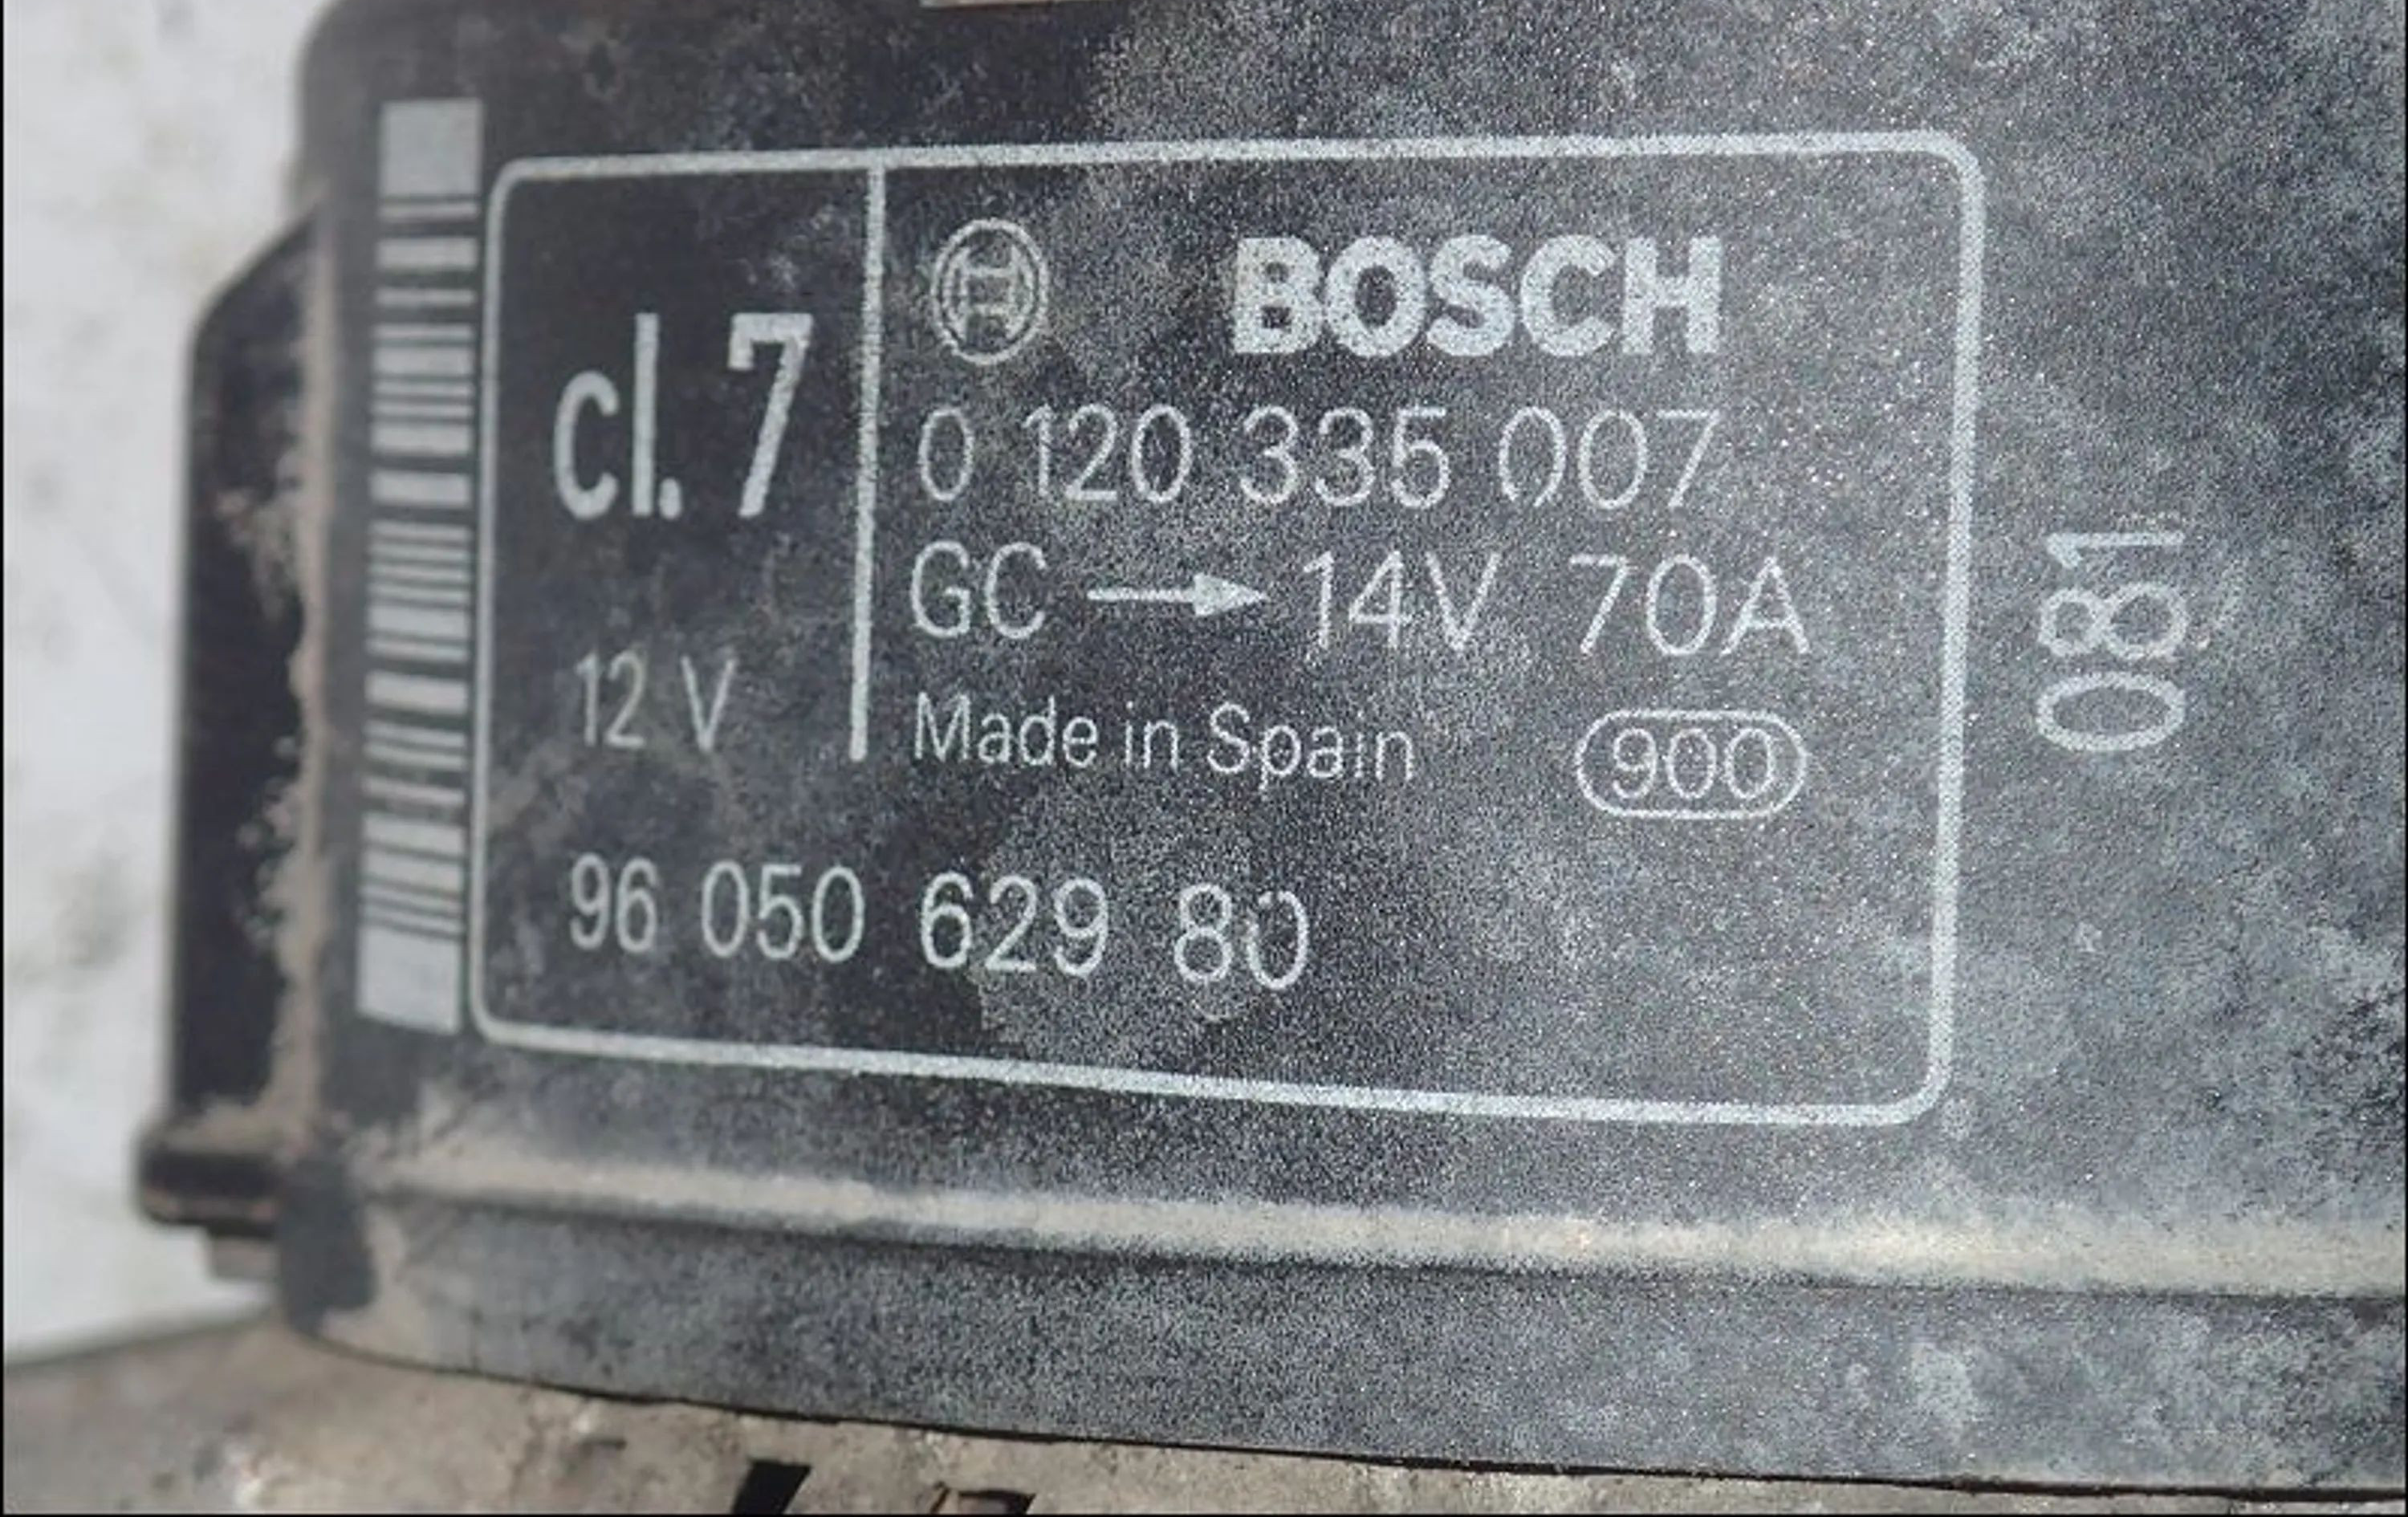 cl. 7
12 V
BOSCH
0 120 335 007
GC → 14V 70A
Made in Spain
900
96 050 629 80
081